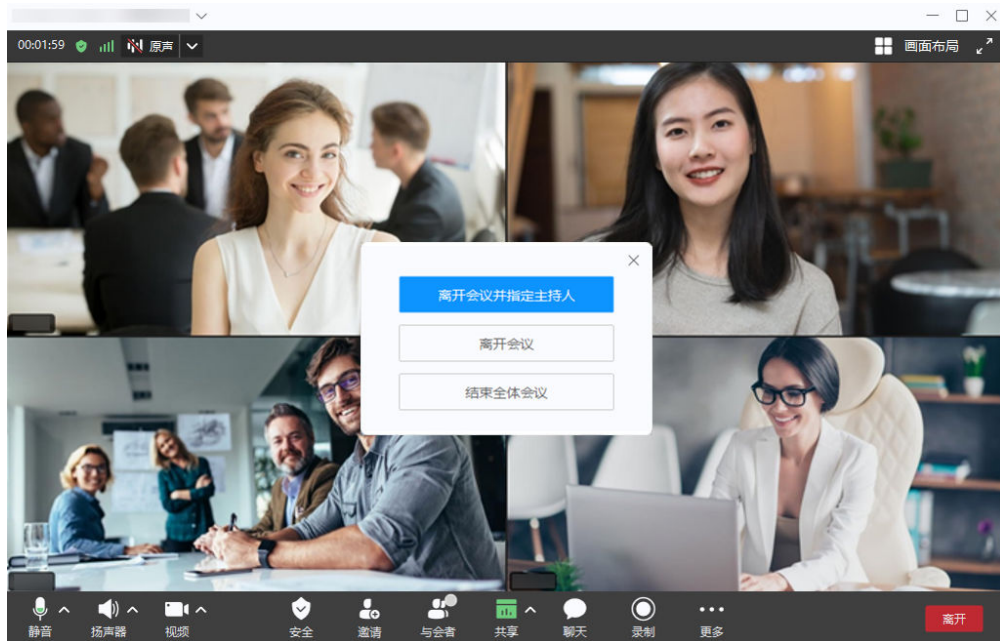 00:01:59 原声 画面布局
离开会议并指定主持人
离开会议
结束全体会议
静音 扬声器 视频 安全 邀请 与会者 共享 聊天 录制 更多 离开